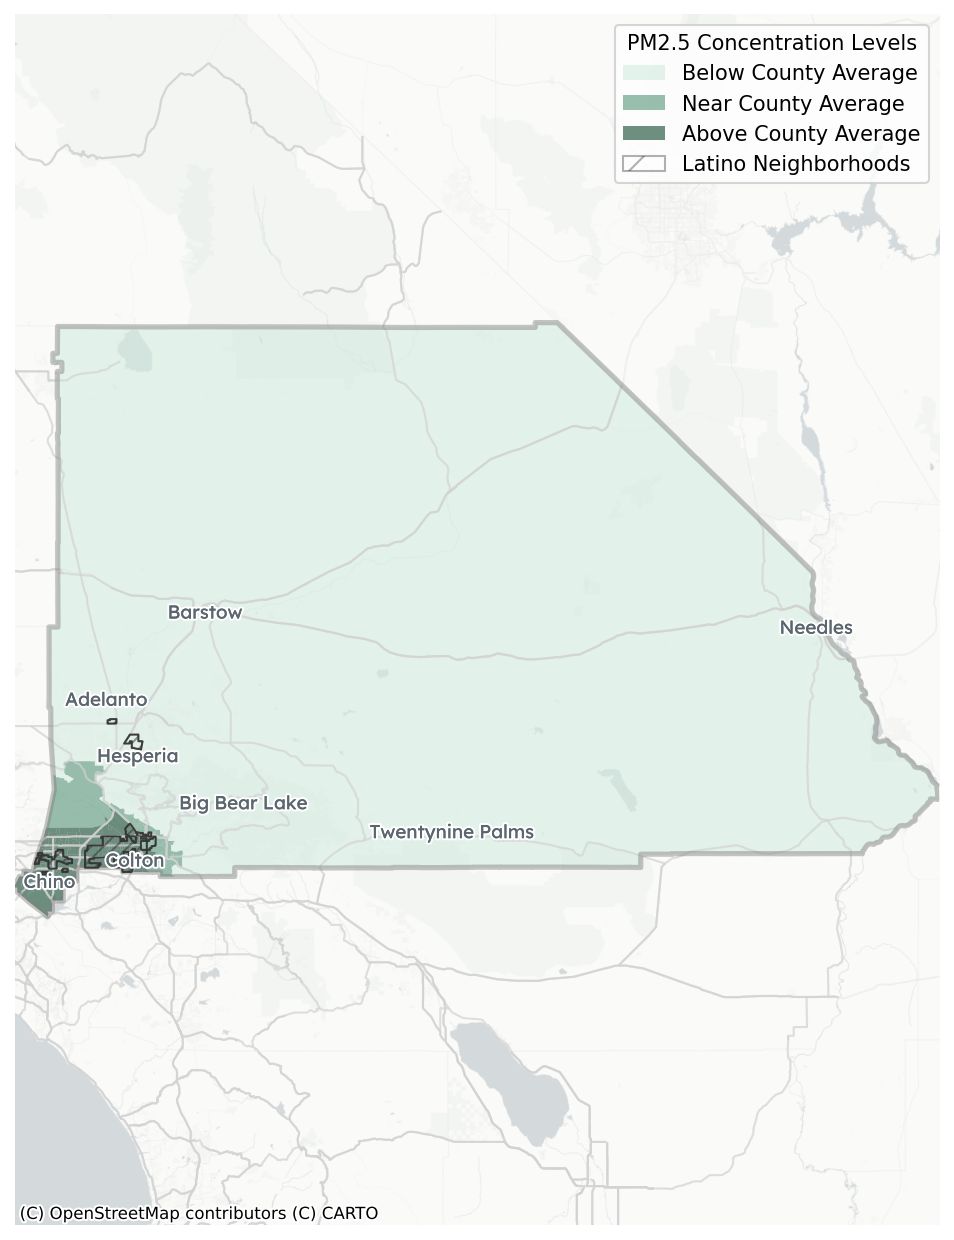 PM2.5 Concentration Levels
Below County Average
Near County Average
Above County Average
Latino Neighborhoods
Barstow
Needles
Adelanto
Hesperia
Big Bear Lake
Twentynine Palms
Colton
Chino
(C) OpenStreetMap contributors (C) CARTO